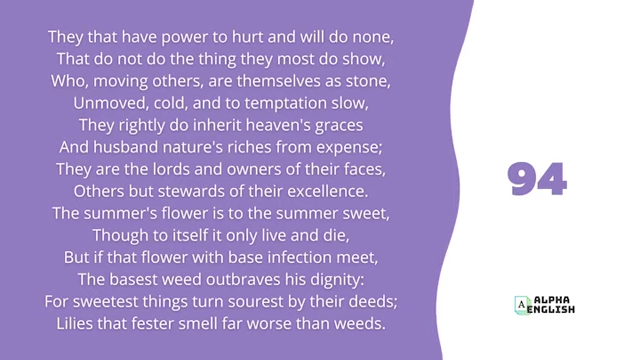 They that have power to hurt and will do none,
That do not do the thing they most do show,
Who, moving others, are themselves as stone,
Unmoved, cold, and to temptation slow,
They rightly do inherit heaven's graces
And husband nature's riches from expense;
They are the lords and owners of their faces,
Others but stewards of their excellence.
The summer's flower is to the summer sweet,
Though to itself it only live and die,
But if that flower with base infection meet,
The basest weed outbraves his dignity:
For sweetest things turn sourest by their deeds;
Lilies that fester smell far worse than weeds.
94
A
ALPHA
ENGLISH